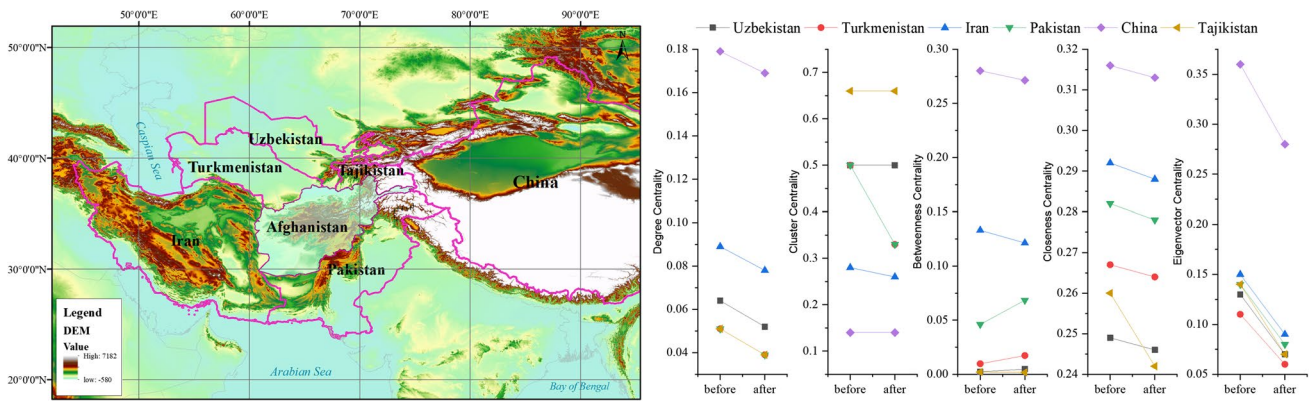 40°0'0"N 50°0'0"N 60°0'0"N 70°0'0"N 80°0'0"N 90°0'0"N
50°0'0"N
40°0'0"N
30°0'0"N
20°0'0"N
N
Caspian Sea
Uzbekistan
Turkmenistan
Tajikistan
China
Afghanistan
Iran
Pakistan
Arabian Sea
Bay of Bengal
Legend
DEM
Value
High: 7182
low: -580
Uzbekistan Turkmenistan Iran Pakistan China Tajikistan
Degree Centrality
0.18
0.16
0.14
0.12
0.10
0.08
0.06
0.04
before after
Cluster Centrality
0.7
0.6
0.5
0.4
0.3
0.2
0.1
before after
Betweenness Centrality
0.30
0.25
0.20
0.15
0.10
0.05
0.00
before after
Closeness Centrality
0.32
0.31
0.30
0.29
0.28
0.27
0.26
0.25
0.24
before after
Eigenvector Centrality
0.35
0.30
0.25
0.20
0.15
0.10
0.05
before after